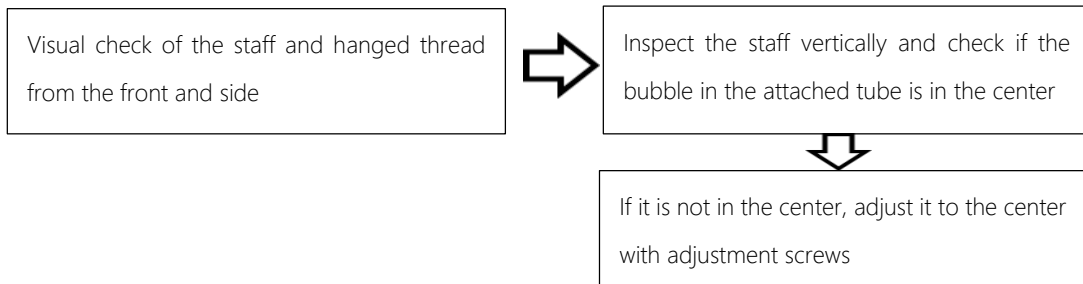 Visual check of the staff and hanged thread
from the front and side
Inspect the staff vertically and check if the
bubble in the attached tube is in the center
If it is not in the center, adjust it to the center
with adjustment screws